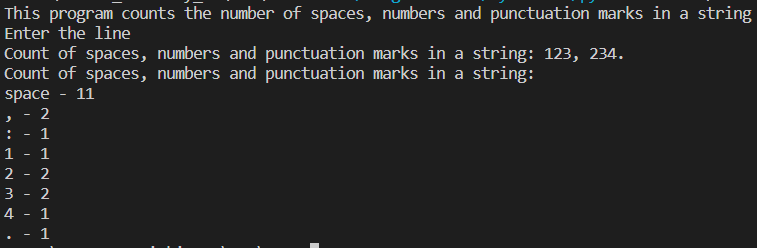 This program counts the number of spaces, numbers and punctuation marks in a string
Enter the line
Count of spaces, numbers and punctuation marks in a string: 123, 234.
Count of spaces, numbers and punctuation marks in a string:
space - 11
, - 2
: - 1
1 - 1
2 - 2
3 - 2
4 - 1
. - 1